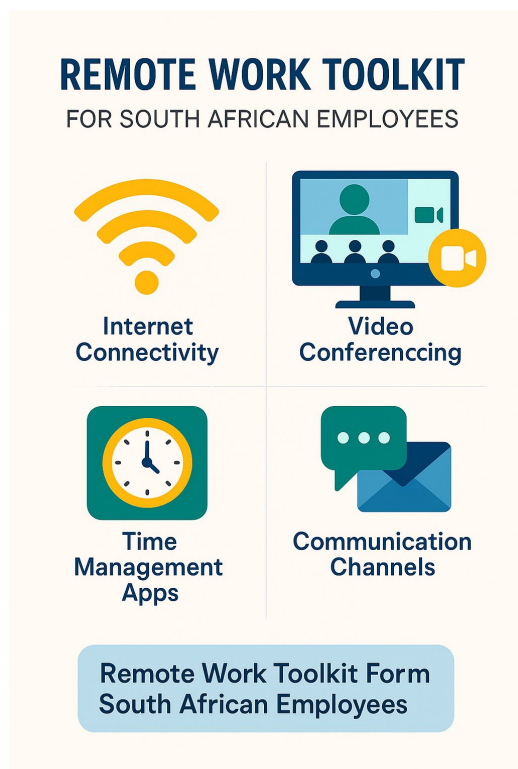 REMOTE WORK TOOLKIT
FOR SOUTH AFRICAN EMPLOYEES
Internet
Connectivity
Video
Conferenccing
Time
Management
Apps
Communication
Channels
Remote Work Toolkit Form
South African Employees